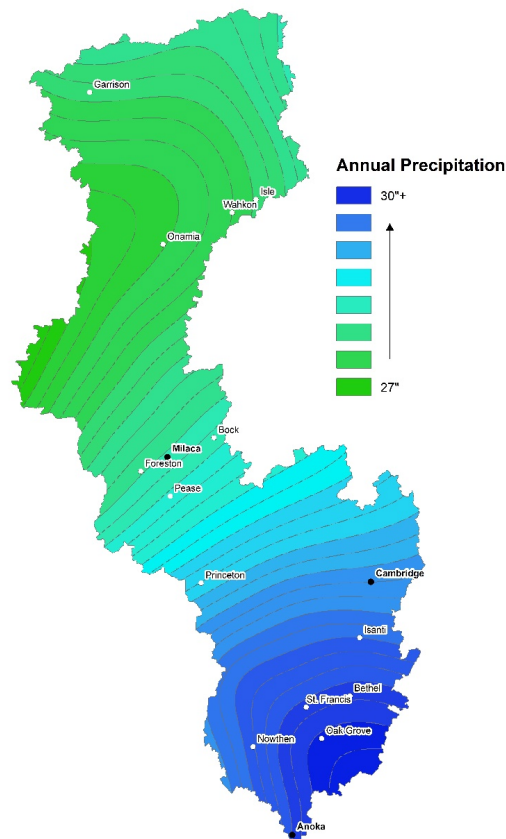 Garrison
Annual Precipitation
Isle
30"+
Wahkon
Onamia
27"
Bock
Milaca
Foreston
Pease
Princeton
Cambridge
Isanti
Bethel
St. Francis
Oak Grove
Nowthen
Anoka